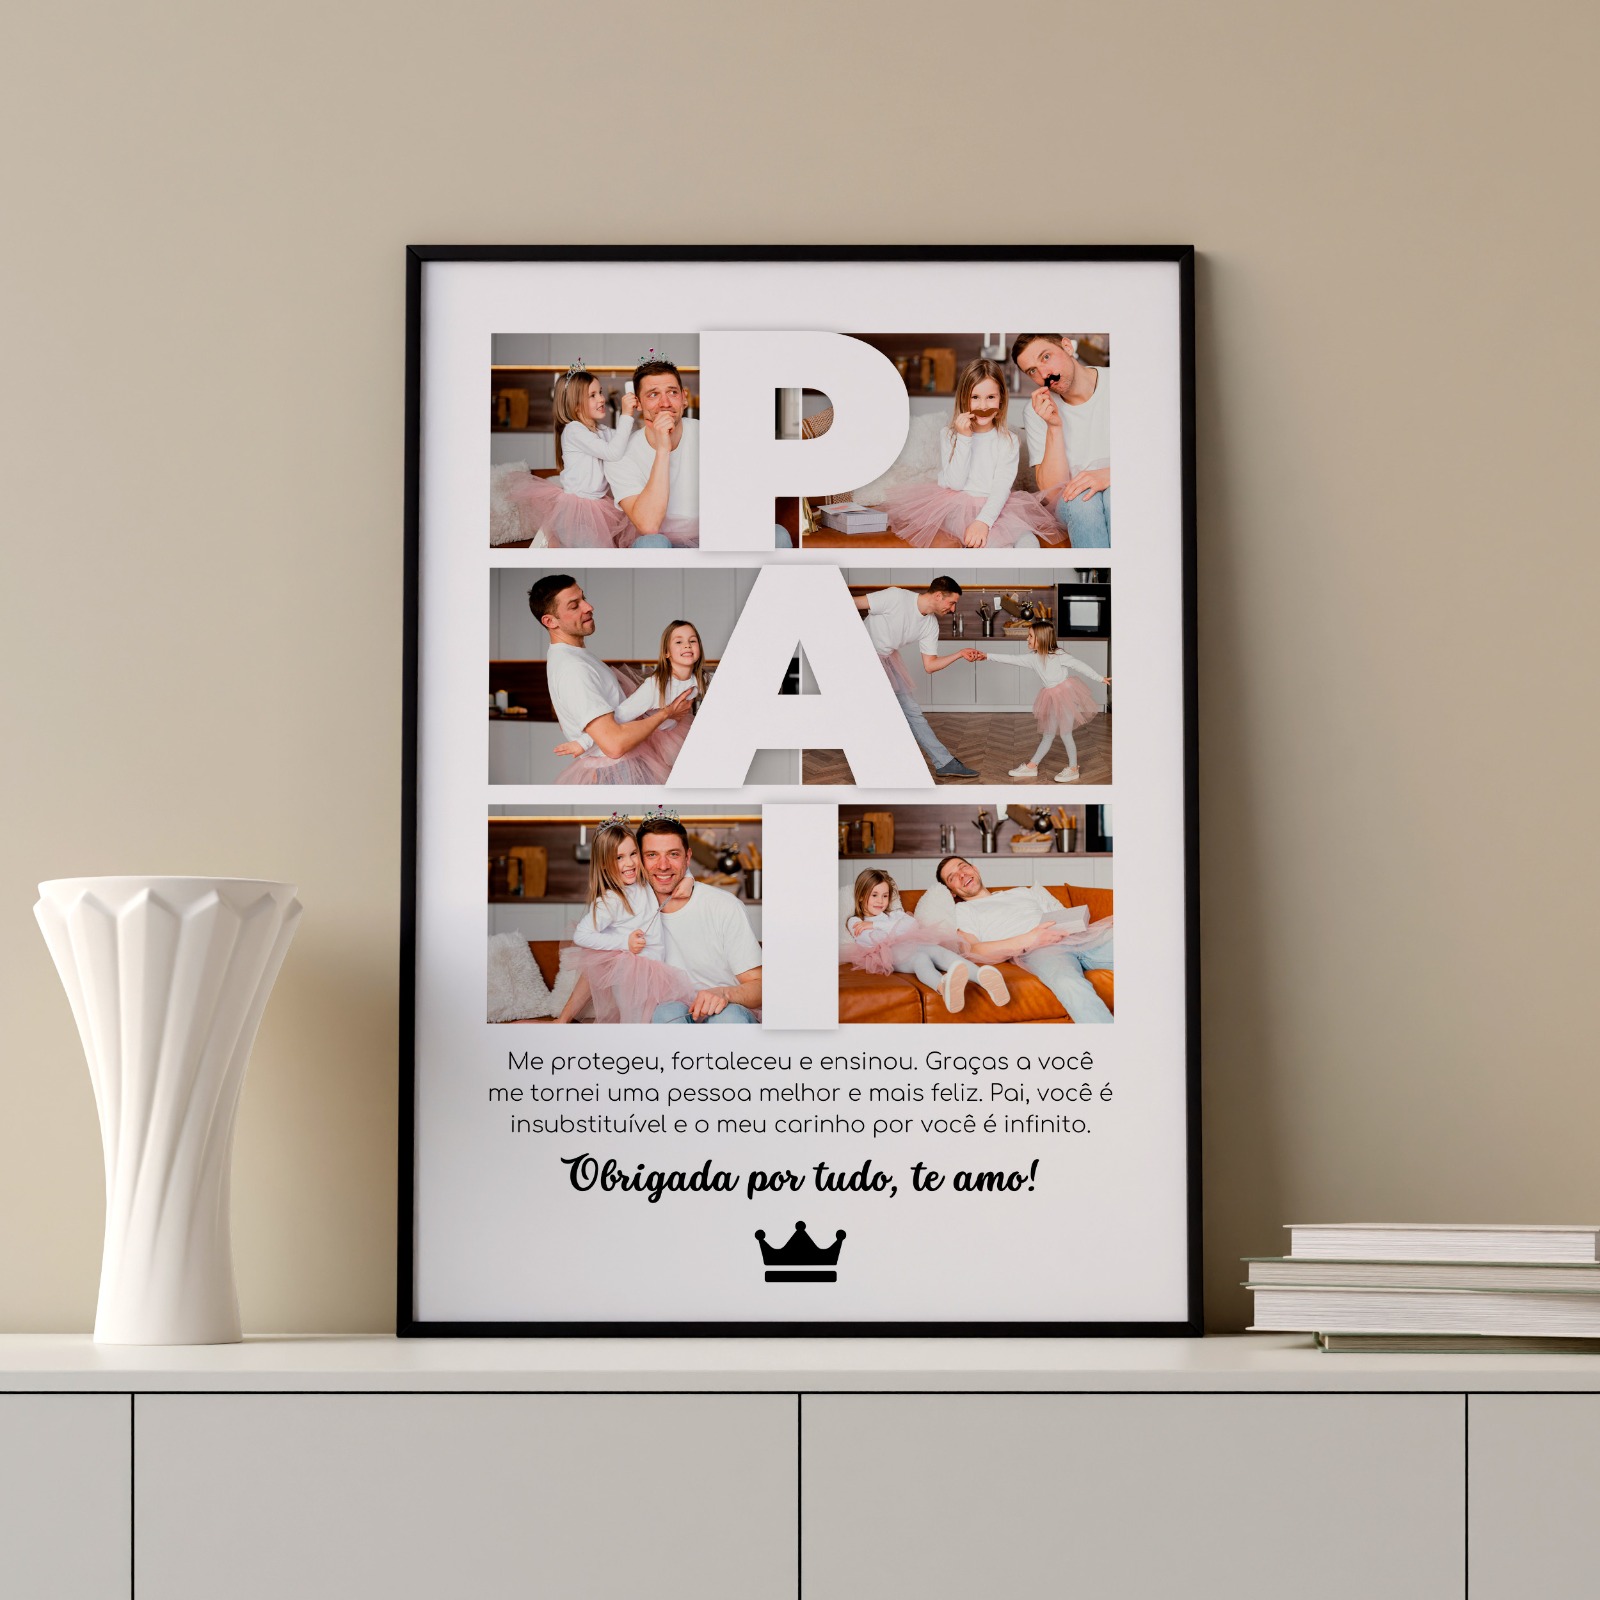 PAI
Me protegeu, fortaleceu e ensinou. Graças a você
me tornei uma pessoa melhor e mais feliz. Pai, você é
insubstituível e o meu carinho por você é infinito.
Obrigada por tudo, te amo!